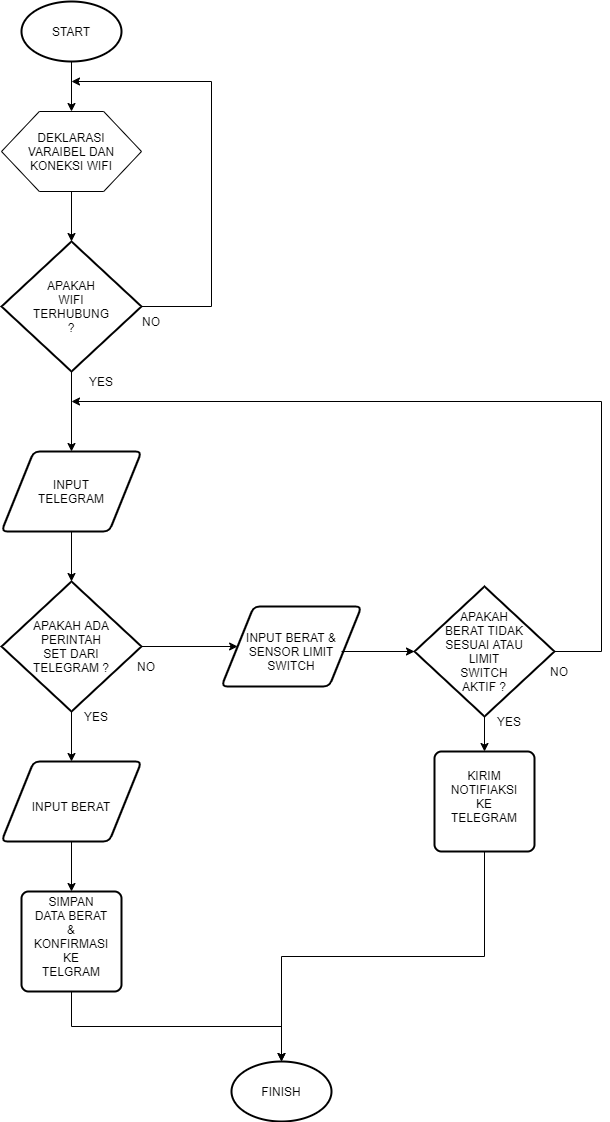 START
DEKLARASI
VARAIBEL DAN
KONEKSI WIFI
APAKAH
WIFI
TERHUBUNG
?
NO
YES
INPUT
TELEGRAM
APAKAH ADA
PERINTAH
SET DARI
TELEGRAM ?
NO
YES
INPUT BERAT &
SENSOR LIMIT
SWITCH
APAKAH
BERAT TIDAK
SESUAI ATAU
LIMIT
SWITCH
AKTIF ?
NO
YES
KIRIM
NOTIFIAKSI
KE
TELEGRAM
INPUT BERAT
SIMPAN
DATA BERAT
&
KONFIRMASI
KE
TELGRAM
FINISH